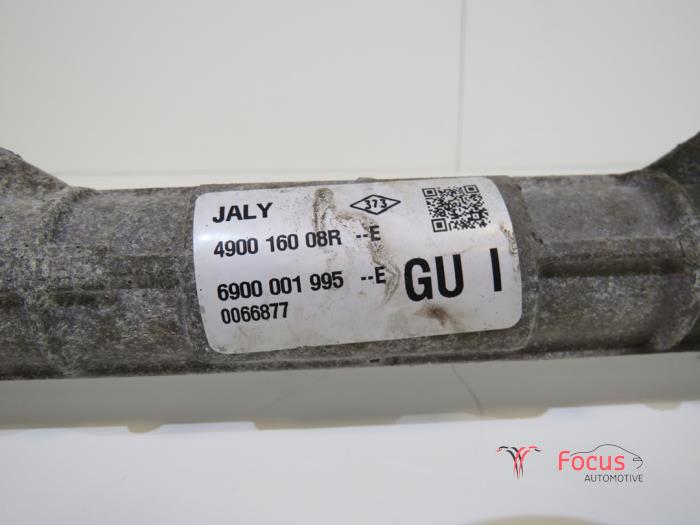 JALY
373
4900 160 08R --E
6900 001 995 --E
GU I
0066877
Focus
AUTOMOTIVE